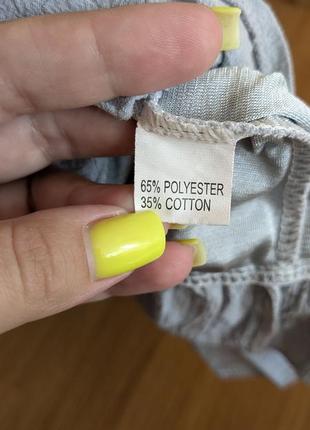 65% POLYESTER
35% COTTON